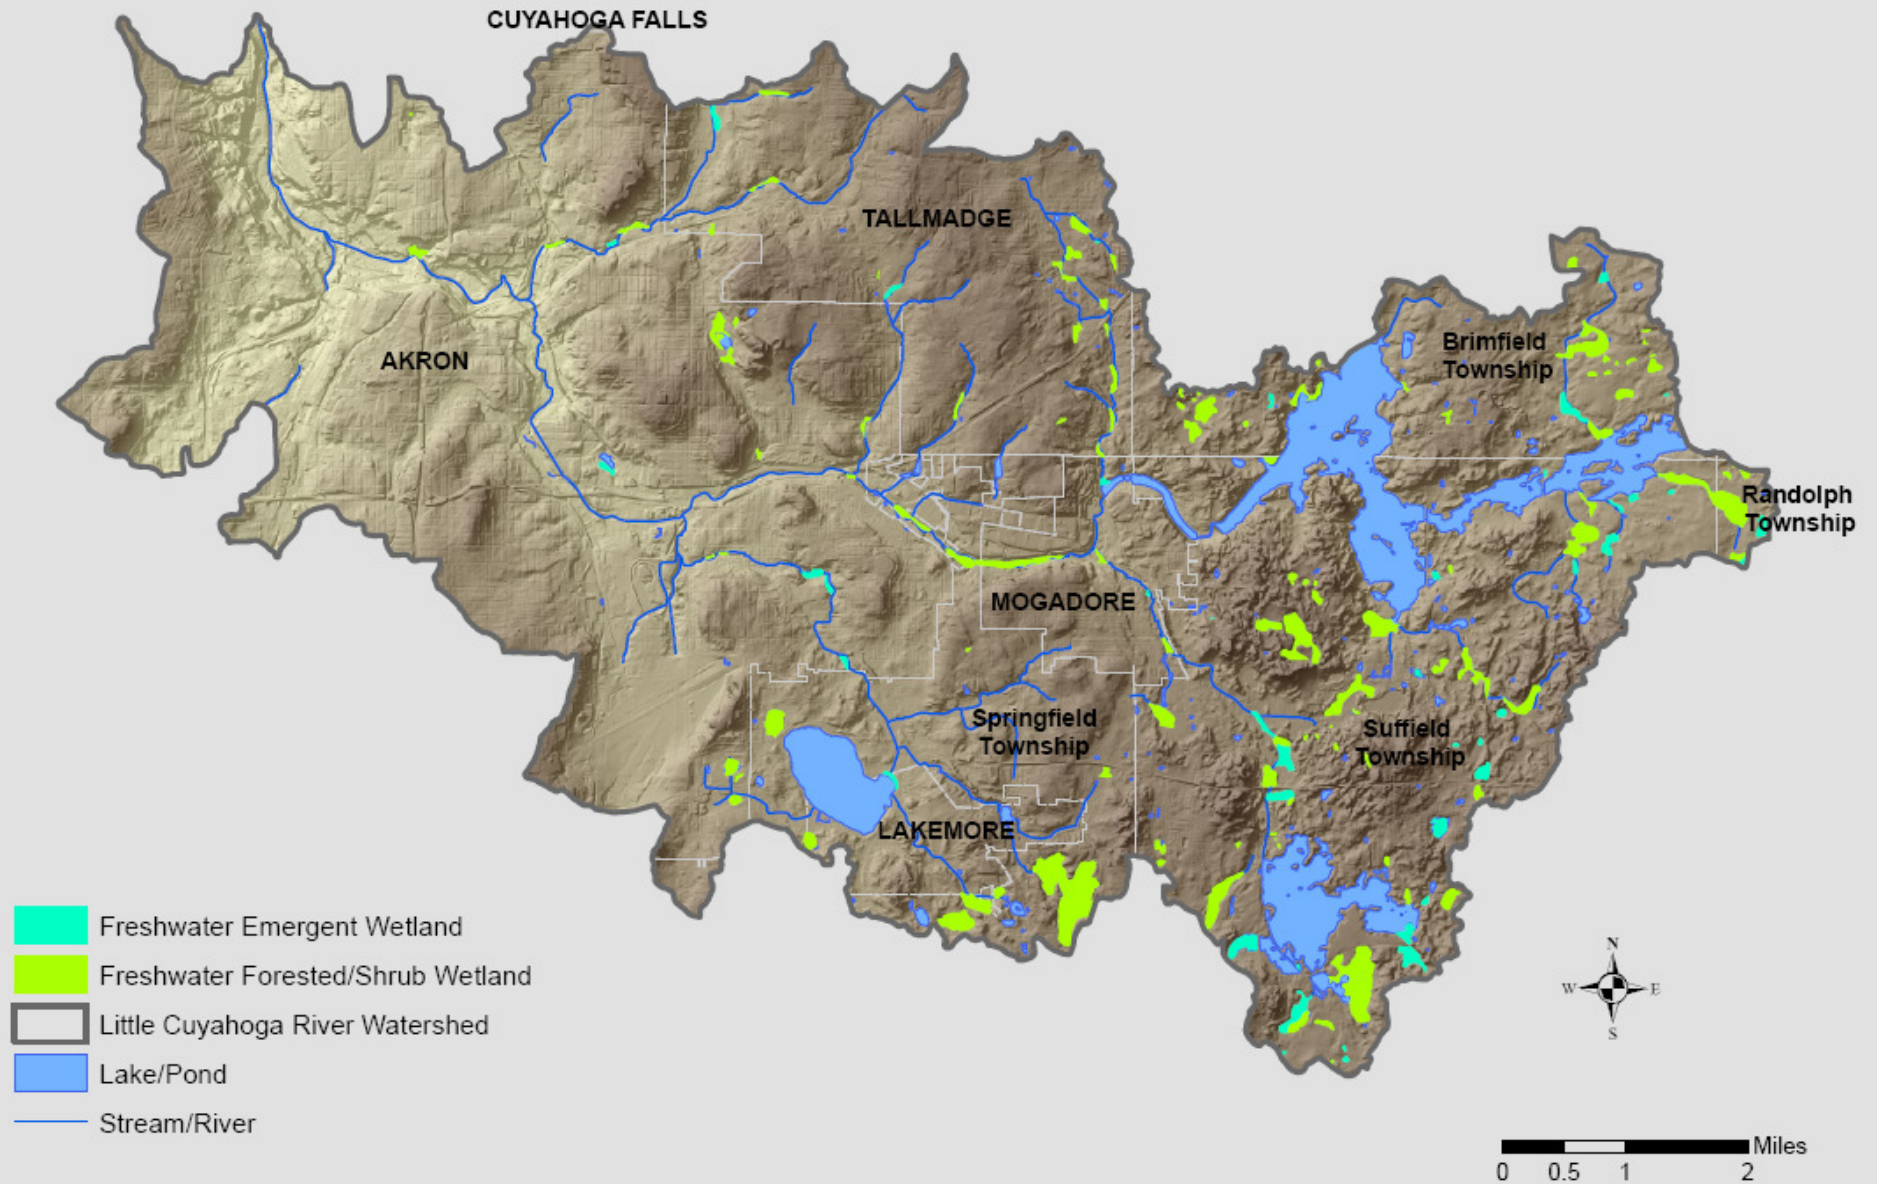 CUYAHOGA FALLS
TALLMADGE
AKRON
Brimfield
Township
Randolph
Township
MOGADORE
Springfield
Township
Suffield
Township
LAKEMORE
Freshwater Emergent Wetland
Freshwater Forested/Shrub Wetland
Little Cuyahoga River Watershed
Lake/Pond
Stream/River
N
W E
S
Miles
0 0.5 1 2